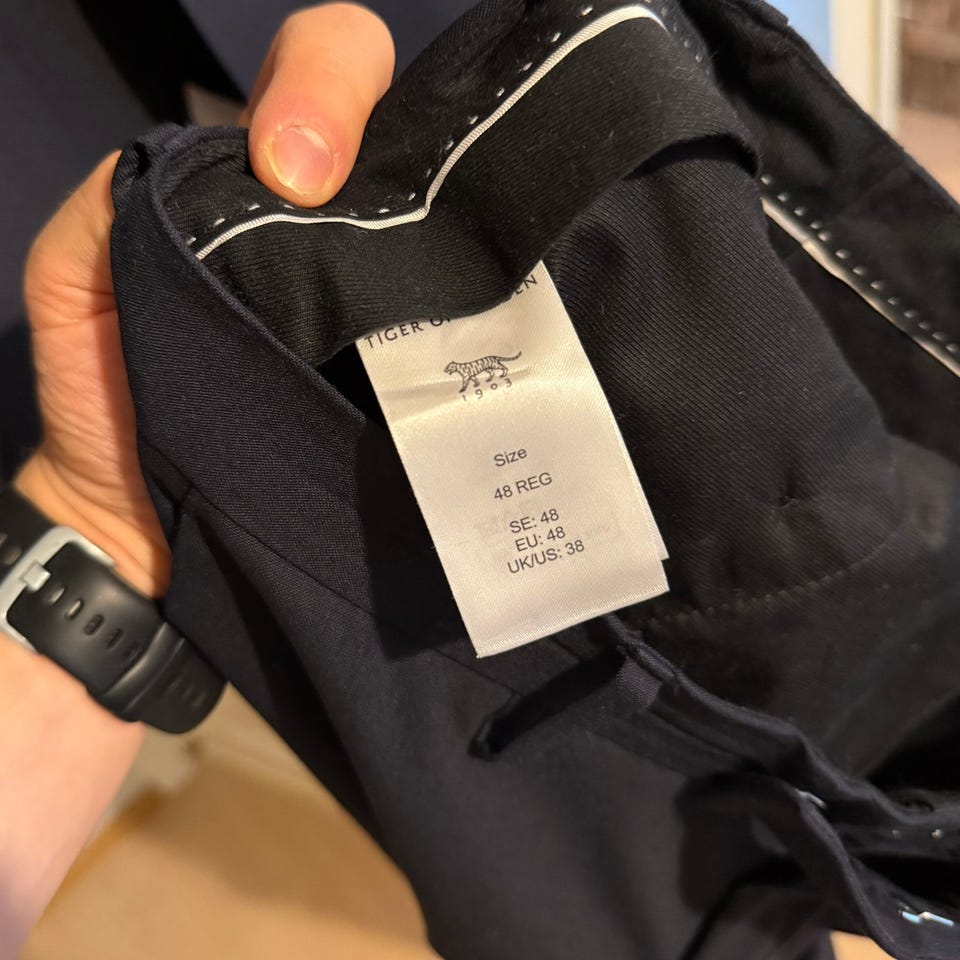 TIGER
1903
Size
48 REG
SE: 48
EU: 48
UK/US: 38